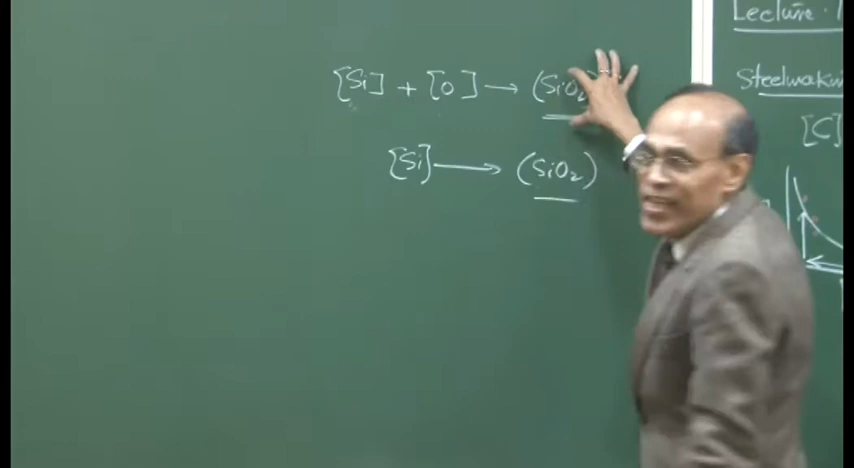 [Si] + [O] → (SiO2
[Si] → (SiO2)
Lecture
Steelmakin
[C]